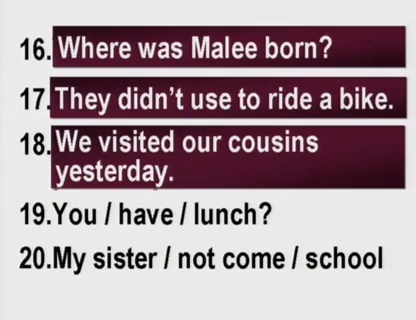 16. Where was Malee born?
17. They didn't use to ride a bike.
18. We visited our cousins
yesterday.
19.You / have / lunch?
20.My sister / not come / school